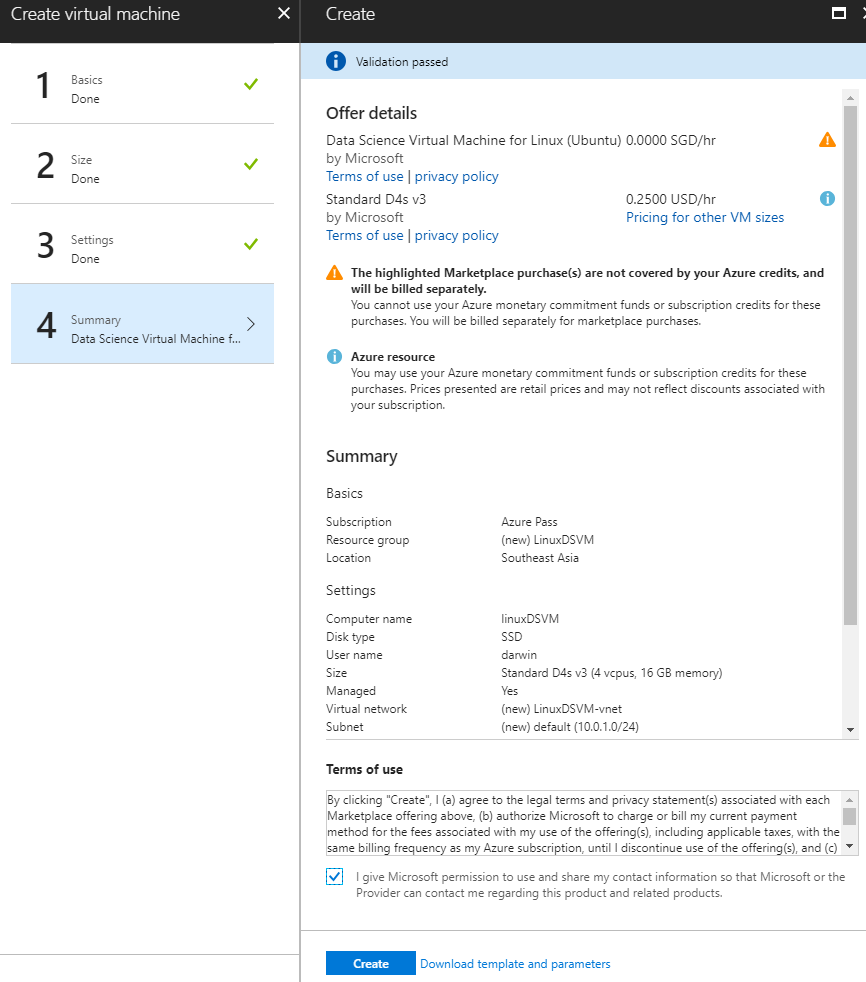 Create virtual machine
1
Basics
Done
2
Size
Done
3
Settings
Done
4
Summary
Data Science Virtual Machine f...
Create
Validation passed
Offer details
Data Science Virtual Machine for Linux (Ubuntu) 0.0000 SGD/hr
by Microsoft
Terms of use | privacy policy
Standard D4s v3 0.2500 USD/hr
by Microsoft Pricing for other VM sizes
Terms of use | privacy policy
The highlighted Marketplace purchase(s) are not covered by your Azure credits, and
will be billed separately.
You cannot use your Azure monetary commitment funds or subscription credits for these
purchases. You will be billed separately for marketplace purchases.
Azure resource
You may use your Azure monetary commitment funds or subscription credits for these
purchases. Prices presented are retail prices and may not reflect discounts associated with
your subscription.
Summary
Basics
Subscription Azure Pass
Resource group (new) LinuxDSVM
Location Southeast Asia
Settings
Computer name linuxDSVM
Disk type SSD
User name darwin
Size Standard D4s v3 (4 vcpus, 16 GB memory)
Managed Yes
Virtual network (new) LinuxDSVM-vnet
Subnet (new) default (10.0.1.0/24)
Terms of use
By clicking "Create", I (a) agree to the legal terms and privacy statement(s) associated with each
Marketplace offering above, (b) authorize Microsoft to charge or bill my current payment
method for the fees associated with my use of the offering(s), including applicable taxes, with the
same billing frequency as my Azure subscription, until I discontinue use of the offering(s), and (c)
I give Microsoft permission to use and share my contact information so that Microsoft or the
Provider can contact me regarding this product and related products.
Create Download template and parameters